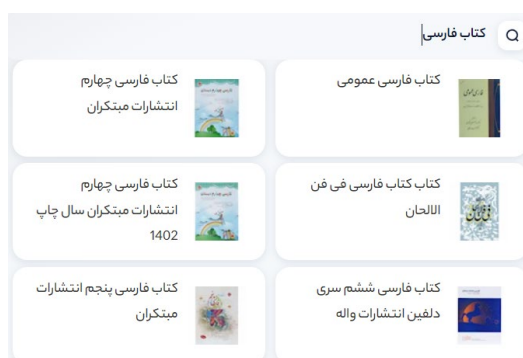 کتاب فارسی
کتاب فارسی عمومی
کتاب فارسی چهارم
انتشارات مبتکران
کتاب کتاب فارسی فی فن
الالحان
کتاب فارسی چهارم
انتشارات مبتکران سال چاپ
1402
کتاب فارسی ششم سری
دلفین انتشارات واله
کتاب فارسی پنجم انتشارات
مبتکران